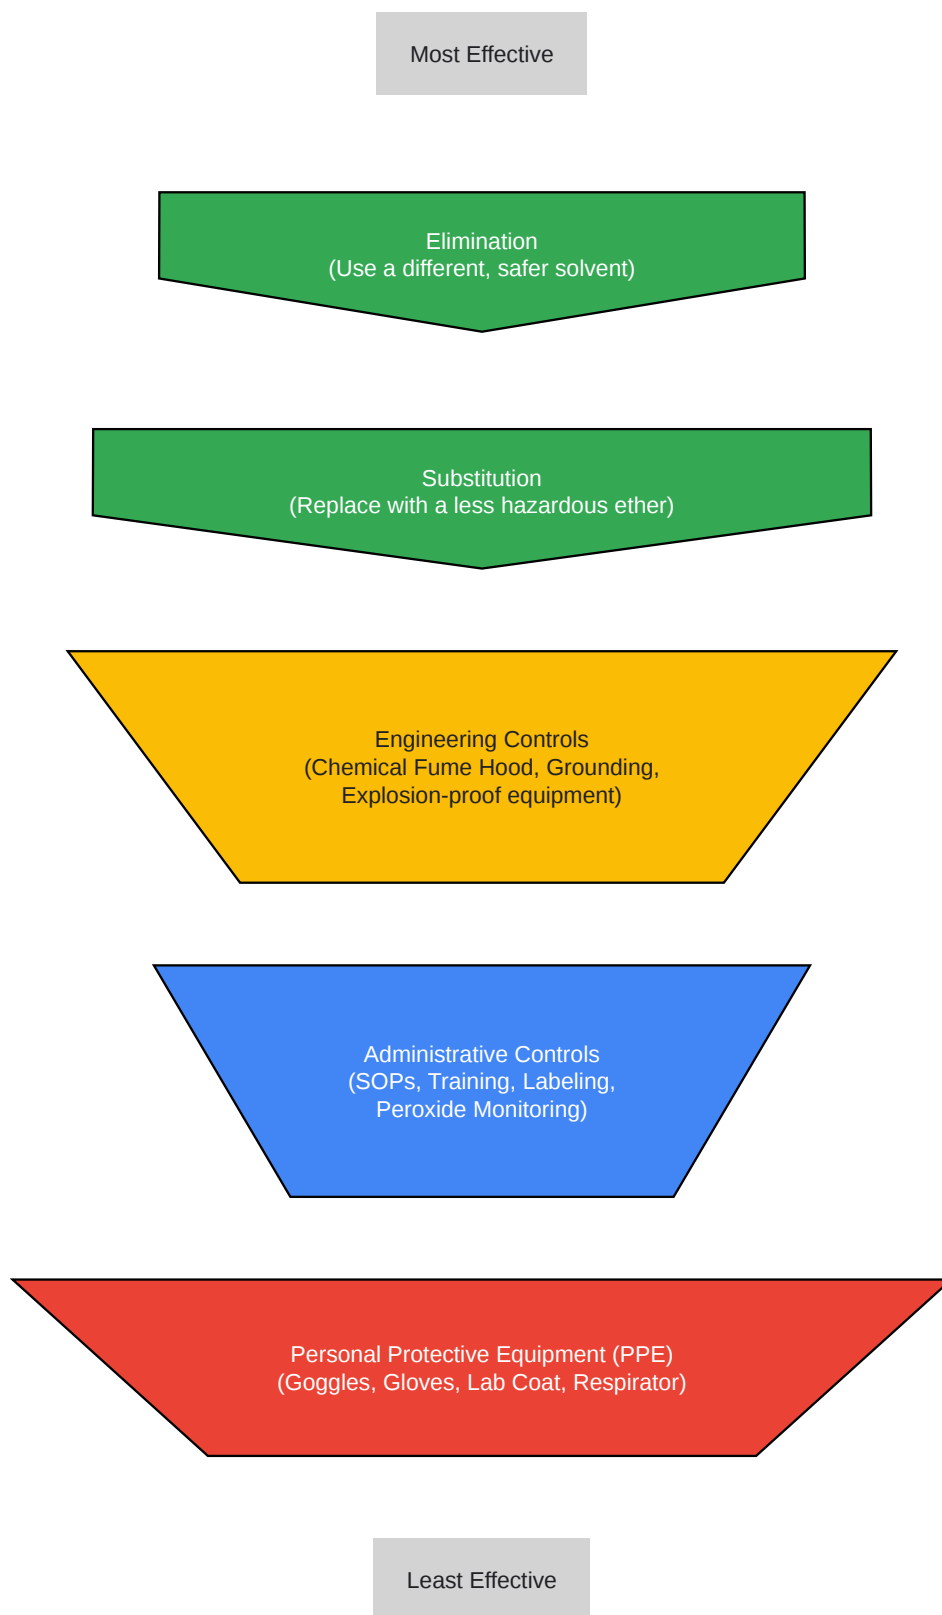 Most Effective
Elimination
(Use a different, safer solvent)
Substitution
(Replace with a less hazardous ether)
Engineering Controls
(Chemical Fume Hood, Grounding,
Explosion-proof equipment)
Administrative Controls
(SOPs, Training, Labeling,
Peroxide Monitoring)
Personal Protective Equipment (PPE)
(Goggles, Gloves, Lab Coat, Respirator)
Least Effective